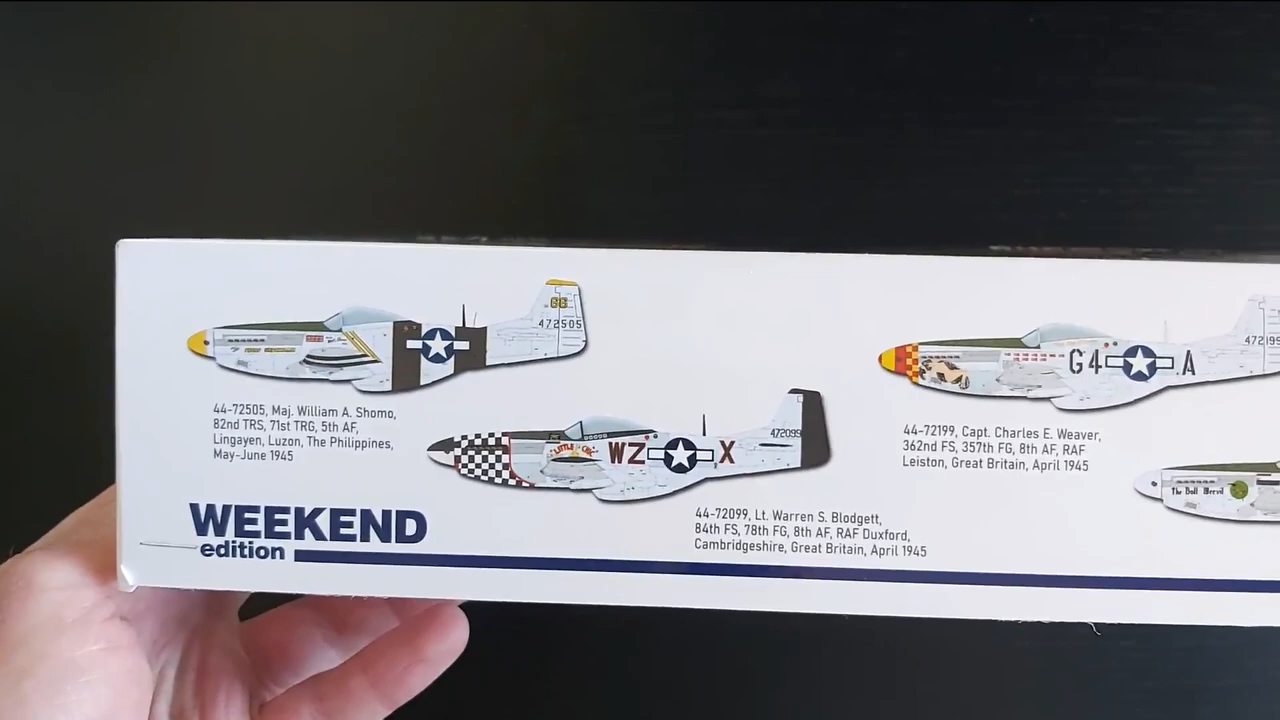 472505
44-72505, Maj. William A. Shomo,
82nd TRS, 71st TRG, 5th AF,
Lingayen, Luzon, The Philippines,
May-June 1945
472099
WZ X
44-72099, Lt. Warren S. Blodgett,
84th FS, 78th FG, 8th AF, RAF Duxford,
Cambridgeshire, Great Britain, April 1945
G4 A
44-72199, Capt. Charles E. Weaver,
362nd FS, 357th FG, 8th AF, RAF
Leiston, Great Britain, April 1945
The Boll Weevil
WEEKEND
edition